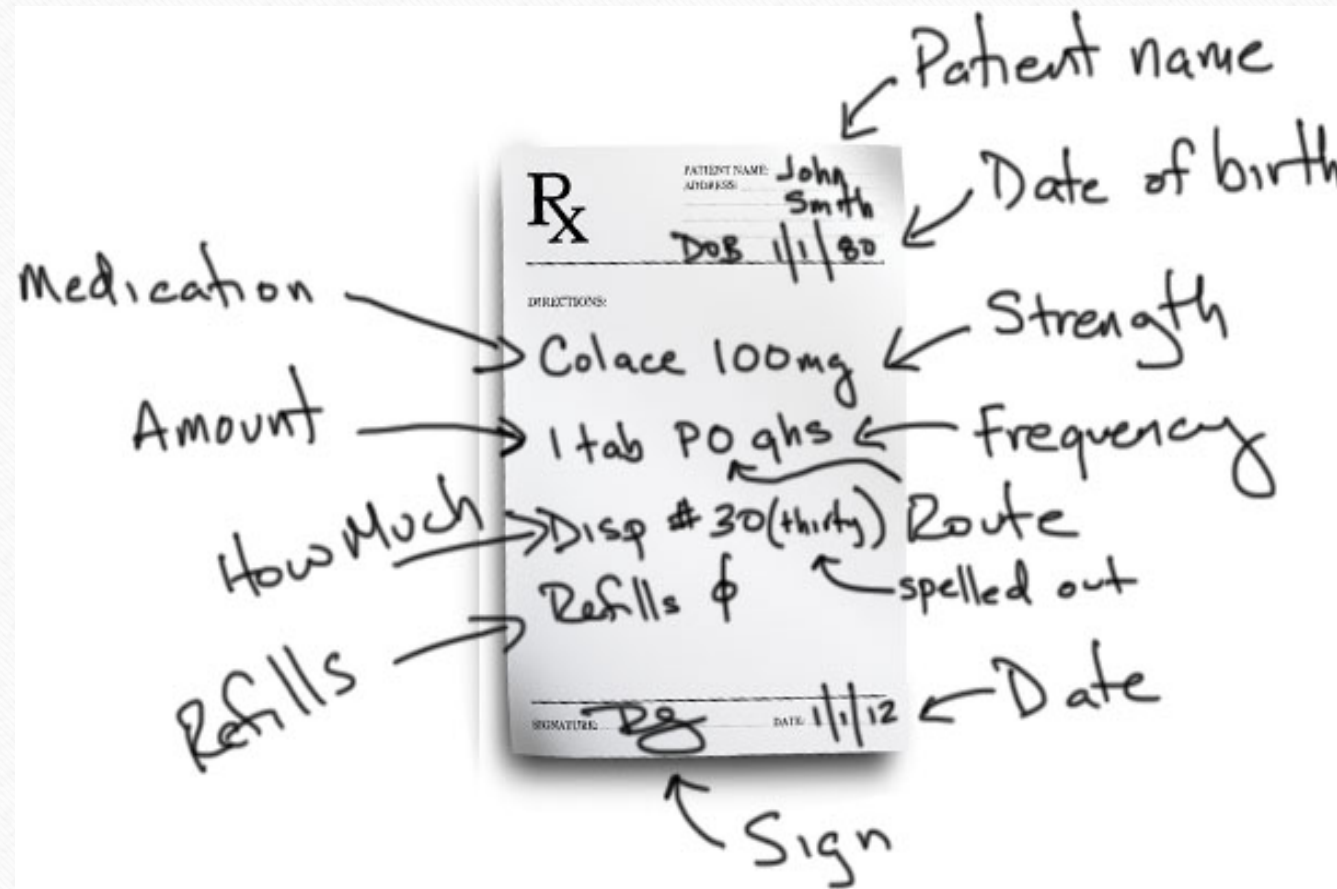 Patient name
Date of birth
Rx
PATIENT NAME: John
ADDRESS: Smith
DOB 1/1/80
DIRECTIONS:
Medication
Colace 100mg
Strength
Amount
1 tab PO qhs
Frequency
How Much
Disp # 30 (thirty)
Route
spelled out
Refills ϕ
Refills
SIGNATURE:
DATE: 1/1/12
Date
Sign